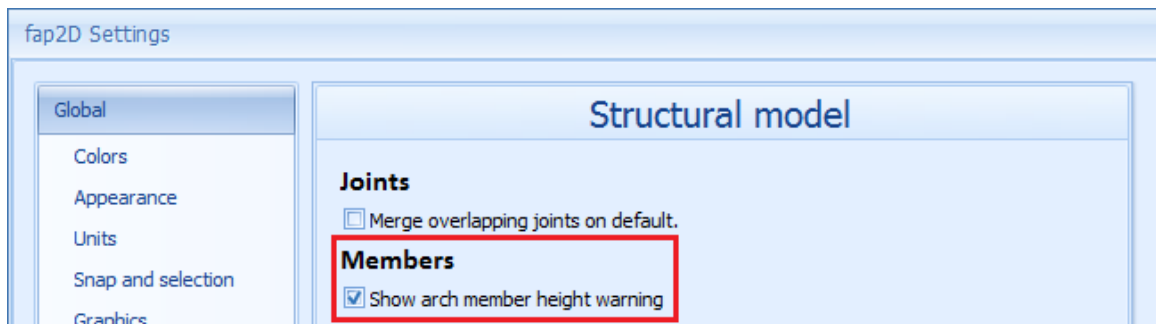 fap2D Settings
Global
Colors
Appearance
Units
Snap and selection
Graphics
Structural model
Joints
Merge overlapping joints on default.
Members
Show arch member height warning